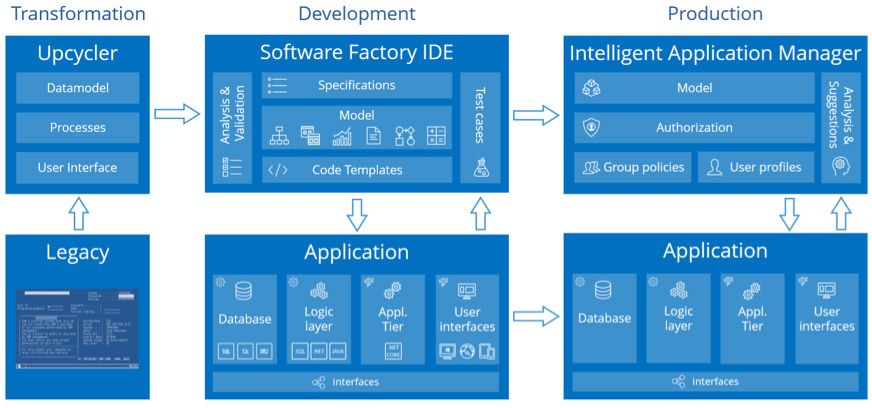 Transformation
Development
Production
Upcycler
Datamodel
Processes
User Interface
Software Factory IDE
Analysis &
Validation
Specifications
Model
Code Templates
Test cases
Intelligent Application Manager
Model
Authorization
Group policies
User profiles
Analysis &
Suggestions
Legacy
Application
Database
SQL
12c
DB2
Logic
layer
SQL
.NET
JAVA
Appl.
Tier
.NET
CORE
User
interfaces
Interfaces
Application
Database
Logic
layer
Appl.
Tier
User
interfaces
Interfaces